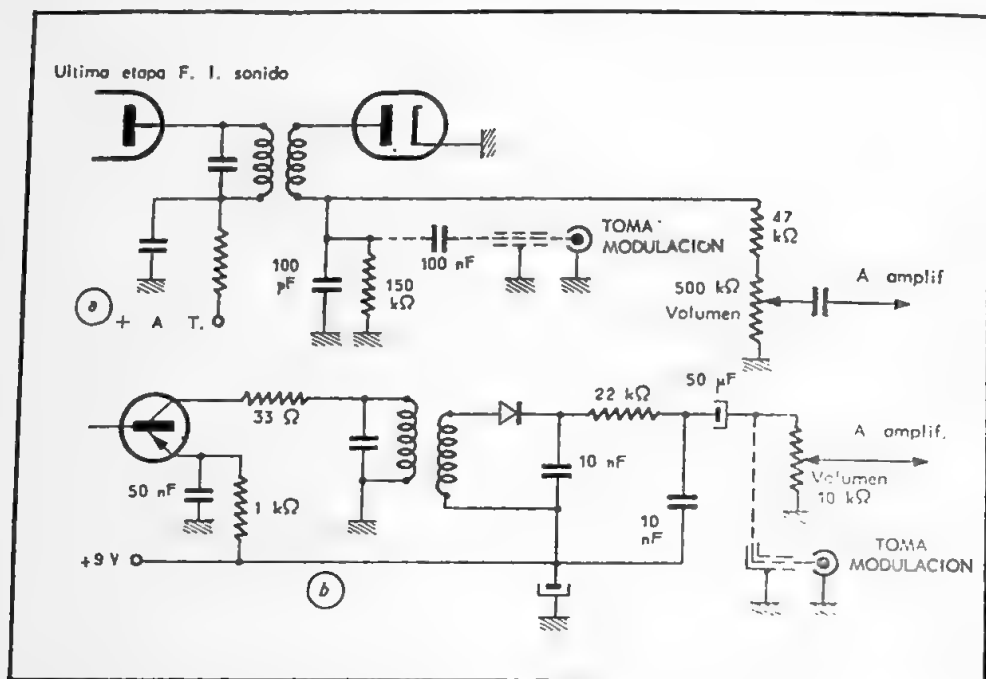 Ultima etapa F. I. sonido
TOMA
MODULACION
47
kΩ
100
pF
150
kΩ
100 nF
500 kΩ
Volumen
A amplif
a
+ A T.
33 Ω
22 kΩ
50 µF
50 nF
1 kΩ
10 nF
10
nF
A amplif.
Volumen
10 kΩ
+9 V
b
TOMA
MODULACION